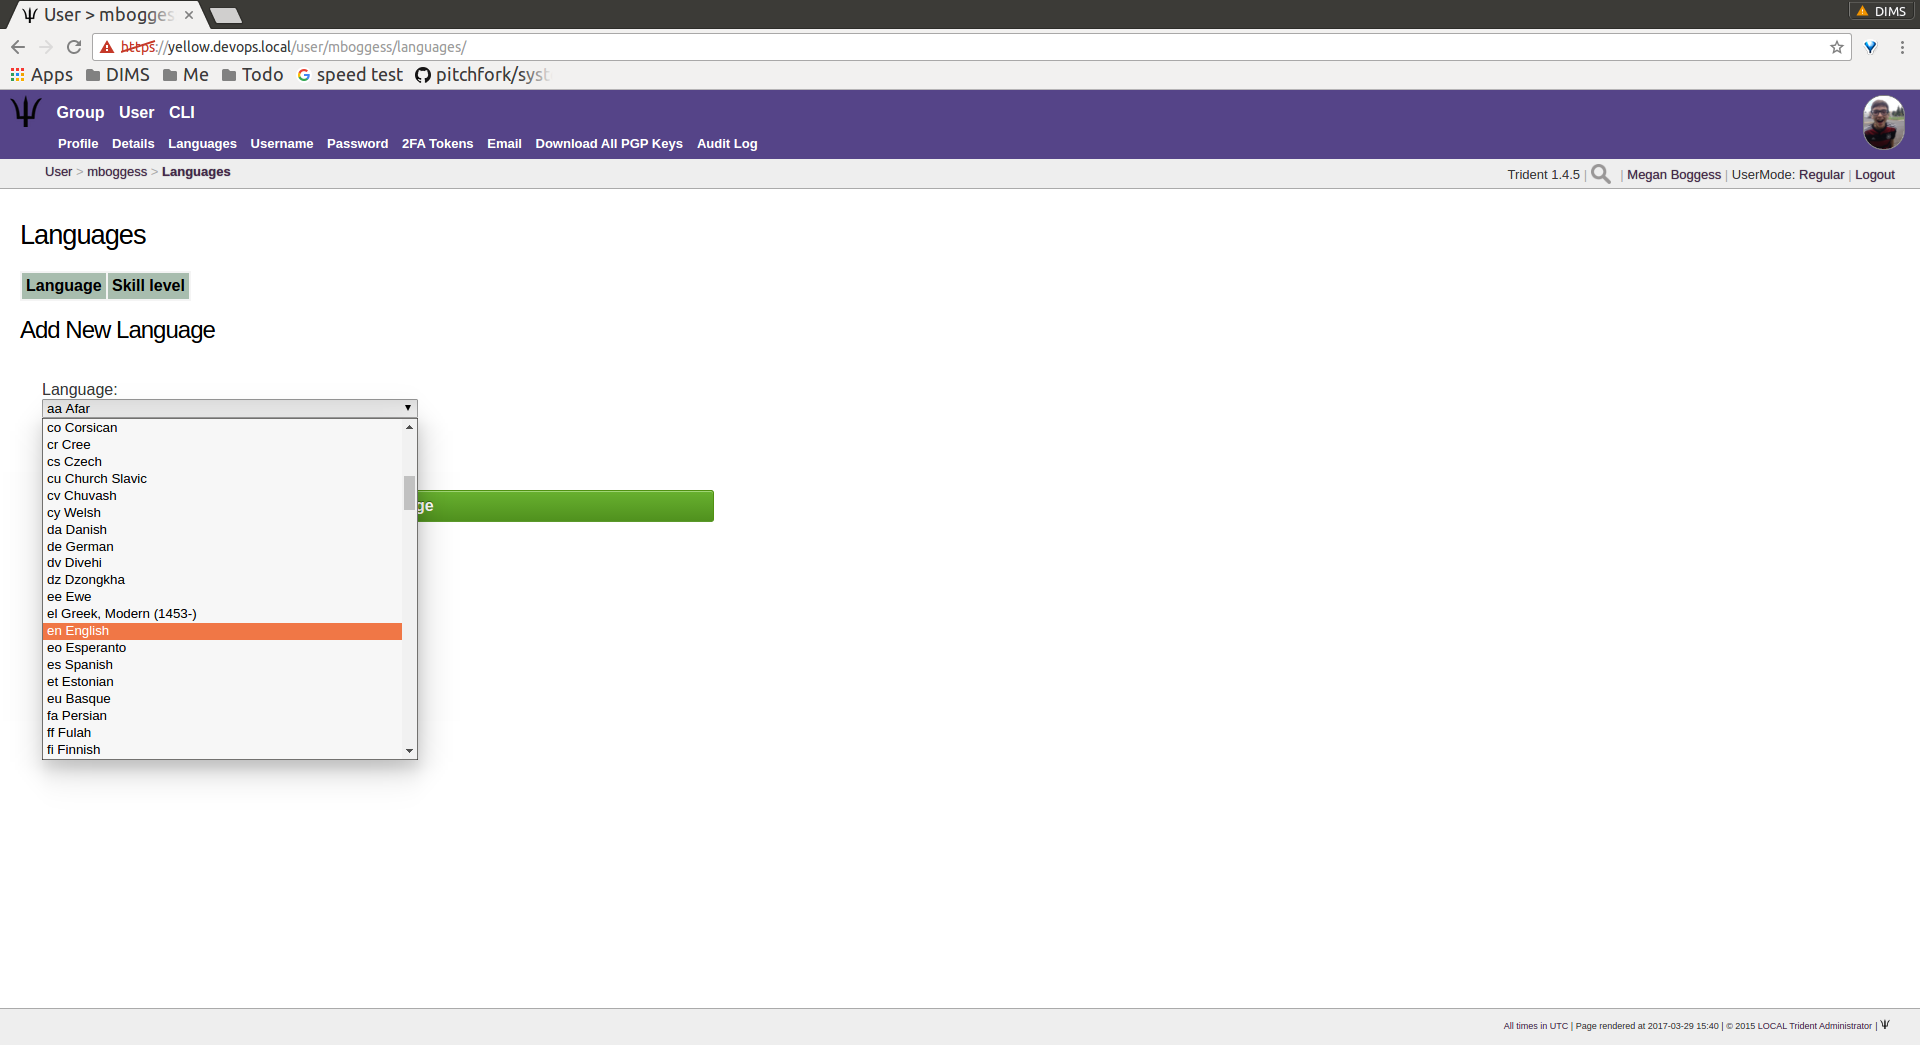 User > mbogges
DIMS
https://yellow.devops.local/user/mboggess/languages/
Apps DIMS Me Todo speed test pitchfork/syst
Group User CLI
Profile Details Languages Username Password 2FA Tokens Email Download All PGP Keys Audit Log
User > mboggess > Languages
Trident 1.4.5 | | Megan Boggess | UserMode: Regular | Logout
Languages
Language Skill level
Add New Language
Language:
aa Afar
co Corsican
cr Cree
cs Czech
cu Church Slavic
cv Chuvash
cy Welsh
ge
da Danish
de German
dv Divehi
dz Dzongkha
ee Ewe
el Greek, Modern (1453-)
en English
eo Esperanto
es Spanish
et Estonian
eu Basque
fa Persian
ff Fulah
fi Finnish
All times in UTC | Page rendered at 2017-03-29 15:40 | © 2015 LOCAL Trident Administrator |